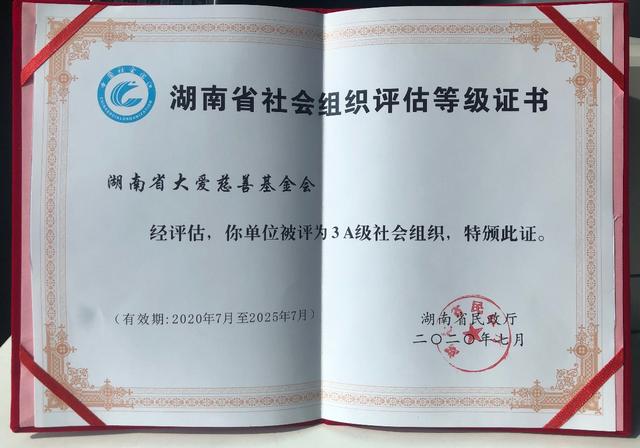 湖南省社会组织评估等级证书
湖南省大爱慈善基金会
经评估，你单位被评为3A级社会组织，特颁此证。
（有效期:2020年7月至2025年7月）
湖南省民政厅
二〇二〇年七月